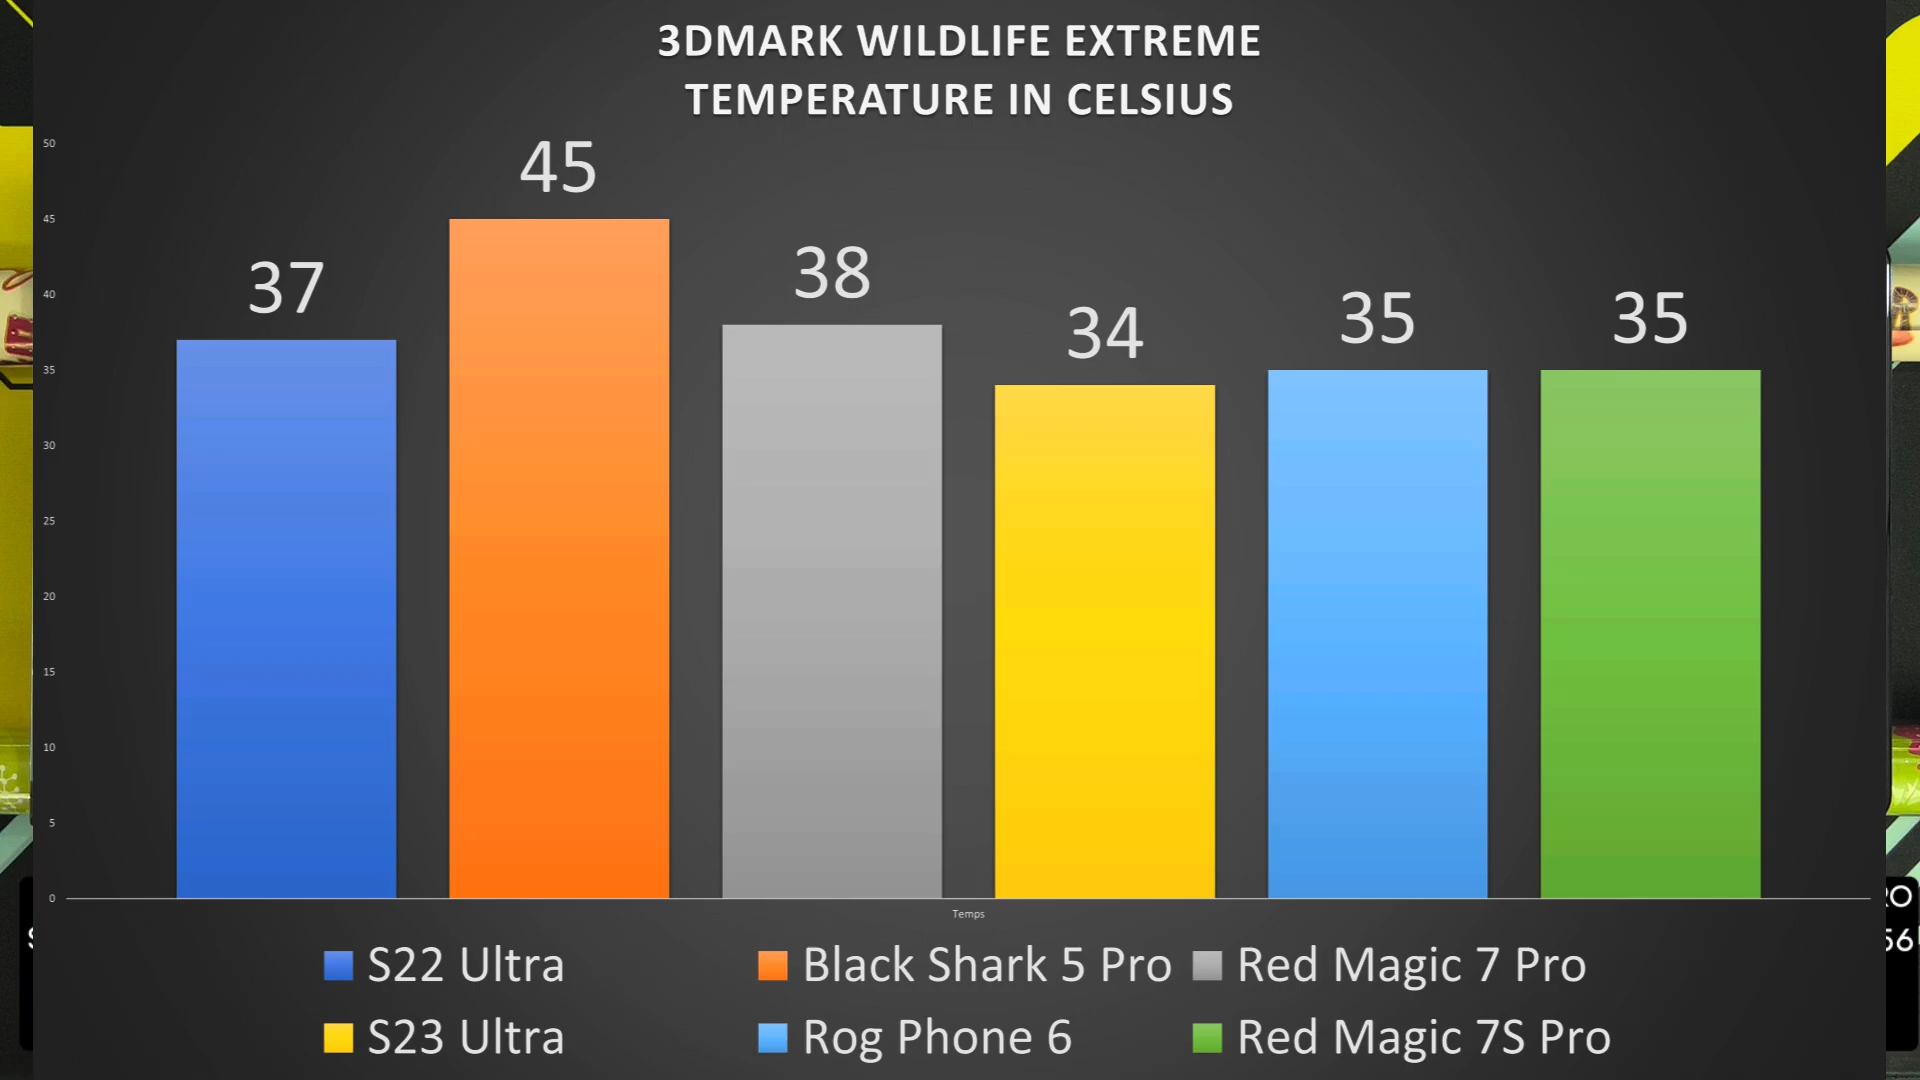 3DMARK WILDLIFE EXTREME
TEMPERATURE IN CELSIUS
50
45
40
35
30
25
20
15
10
5
0
37
45
38
34
35
35
Temps
S22 Ultra
Black Shark 5 Pro
Red Magic 7 Pro
S23 Ultra
Rog Phone 6
Red Magic 7S Pro